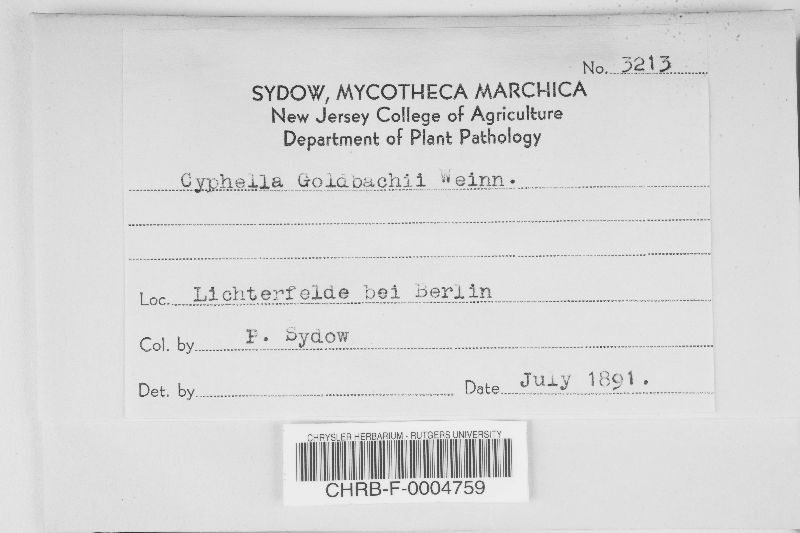 No. 3213
SYDOW, MYCOTHECA MARCHICA
New Jersey College of Agriculture
Department of Plant Pathology
Cyphella Goldbachii Weinn.
Loc. Lichterfelde bei Berlin
Col. by P. Sydow
Det. by Date July 1891.
CHRYSLER HERBARIUM - RUTGERS UNIVERSITY
CHRB-F-0004759